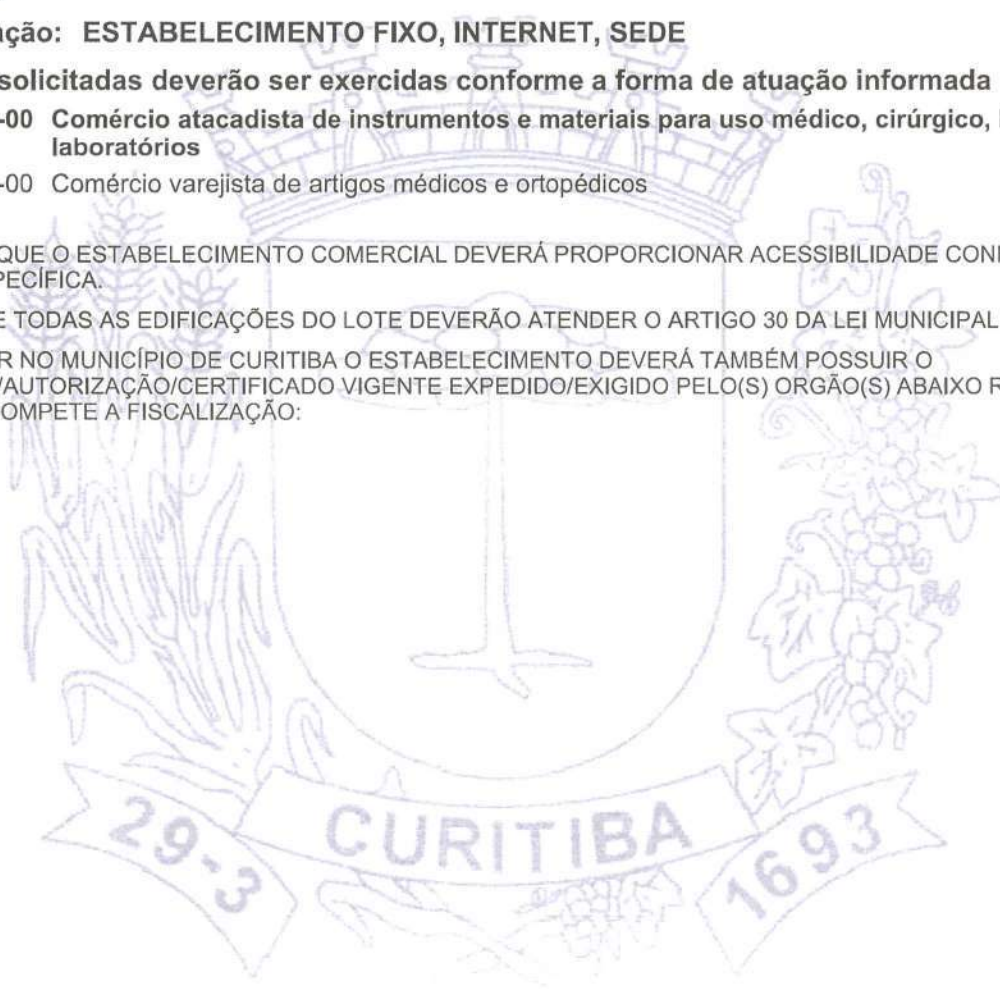 ação: ESTABELECIMENTO FIXO, INTERNET, SEDE
solicitadas deverão ser exercidas conforme a forma de atuação informada
-00 Comércio atacadista de instrumentos e materiais para uso médico, cirúrgico,
laboratórios
-00 Comércio varejista de artigos médicos e ortopédicos
QUE O ESTABELECIMENTO COMERCIAL DEVERÁ PROPORCIONAR ACESSIBILIDADE CON
PECÍFICA.
E TODAS AS EDIFICAÇÕES DO LOTE DEVERÃO ATENDER O ARTIGO 30 DA LEI MUNICIPAL
R NO MUNICÍPIO DE CURITIBA O ESTABELECIMENTO DEVERÁ TAMBÉM POSSUIR O
/AUTORIZAÇÃO/CERTIFICADO VIGENTE EXPEDIDO/EXIGIDO PELO(S) ORGÃO(S) ABAIXO R
OMPETE A FISCALIZAÇÃO:
29-3 CURITIBA 1693